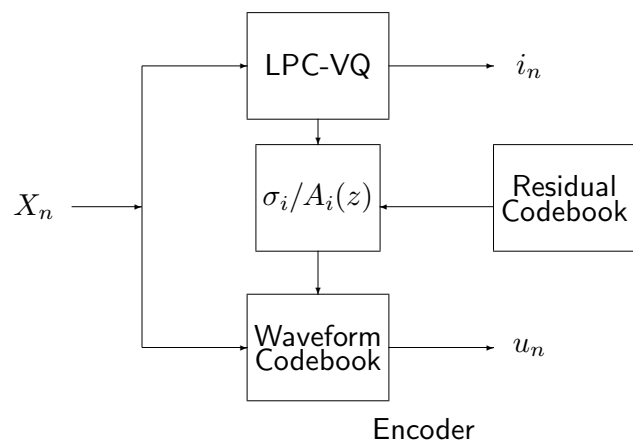 LPC-VQ
i_n
σ_i/A_i(z)
Residual
Codebook
X_n
Waveform
Codebook
u_n
Encoder